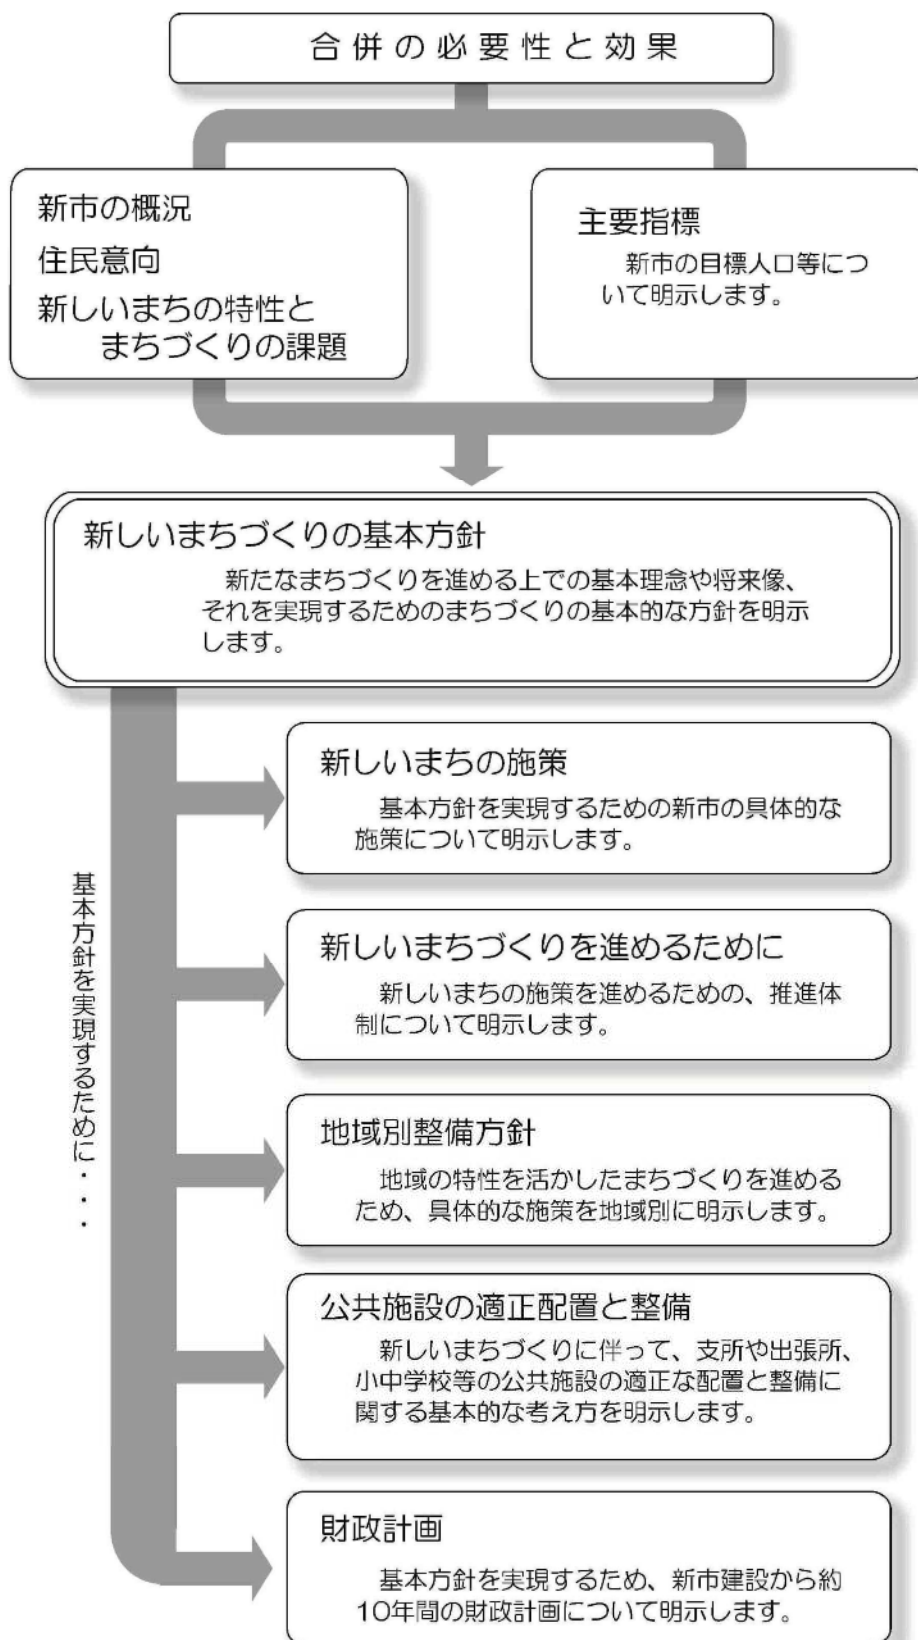 合併の必要性と効果
新市の概況
住民意向
新しいまちの特性と
まちづくりの課題
主要指標
新市の目標人口等につ
いて明示します。
新しいまちづくりの基本方針
新たなまちづくりを進める上での基本理念や将来像、
それを実現するためのまちづくりの基本的な方針を明示
します。
基本方針を実現するために・・・
新しいまちの施策
基本方針を実現するための新市の具体的な
施策について明示します。
新しいまちづくりを進めるために
新しいまちの施策を進めるための、推進体
制について明示します。
地域別整備方針
地域の特性を活かしたまちづくりを進める
ため、具体的な施策を地域別に明示します。
公共施設の適正配置と整備
新しいまちづくりに伴って、支所や出張所、
小中学校等の公共施設の適正な配置と整備に
関する基本的な考え方を明示します。
財政計画
基本方針を実現するため、新市建設から約
10年間の財政計画について明示します。